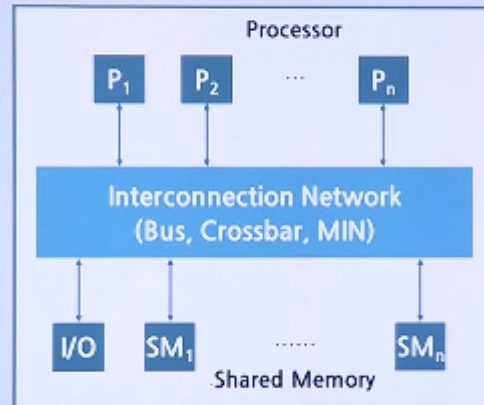 Processor
P1 P2 ... Pn
Interconnection Network
(Bus, Crossbar, MIN)
I/O SM1 ...... SMn
Shared Memory